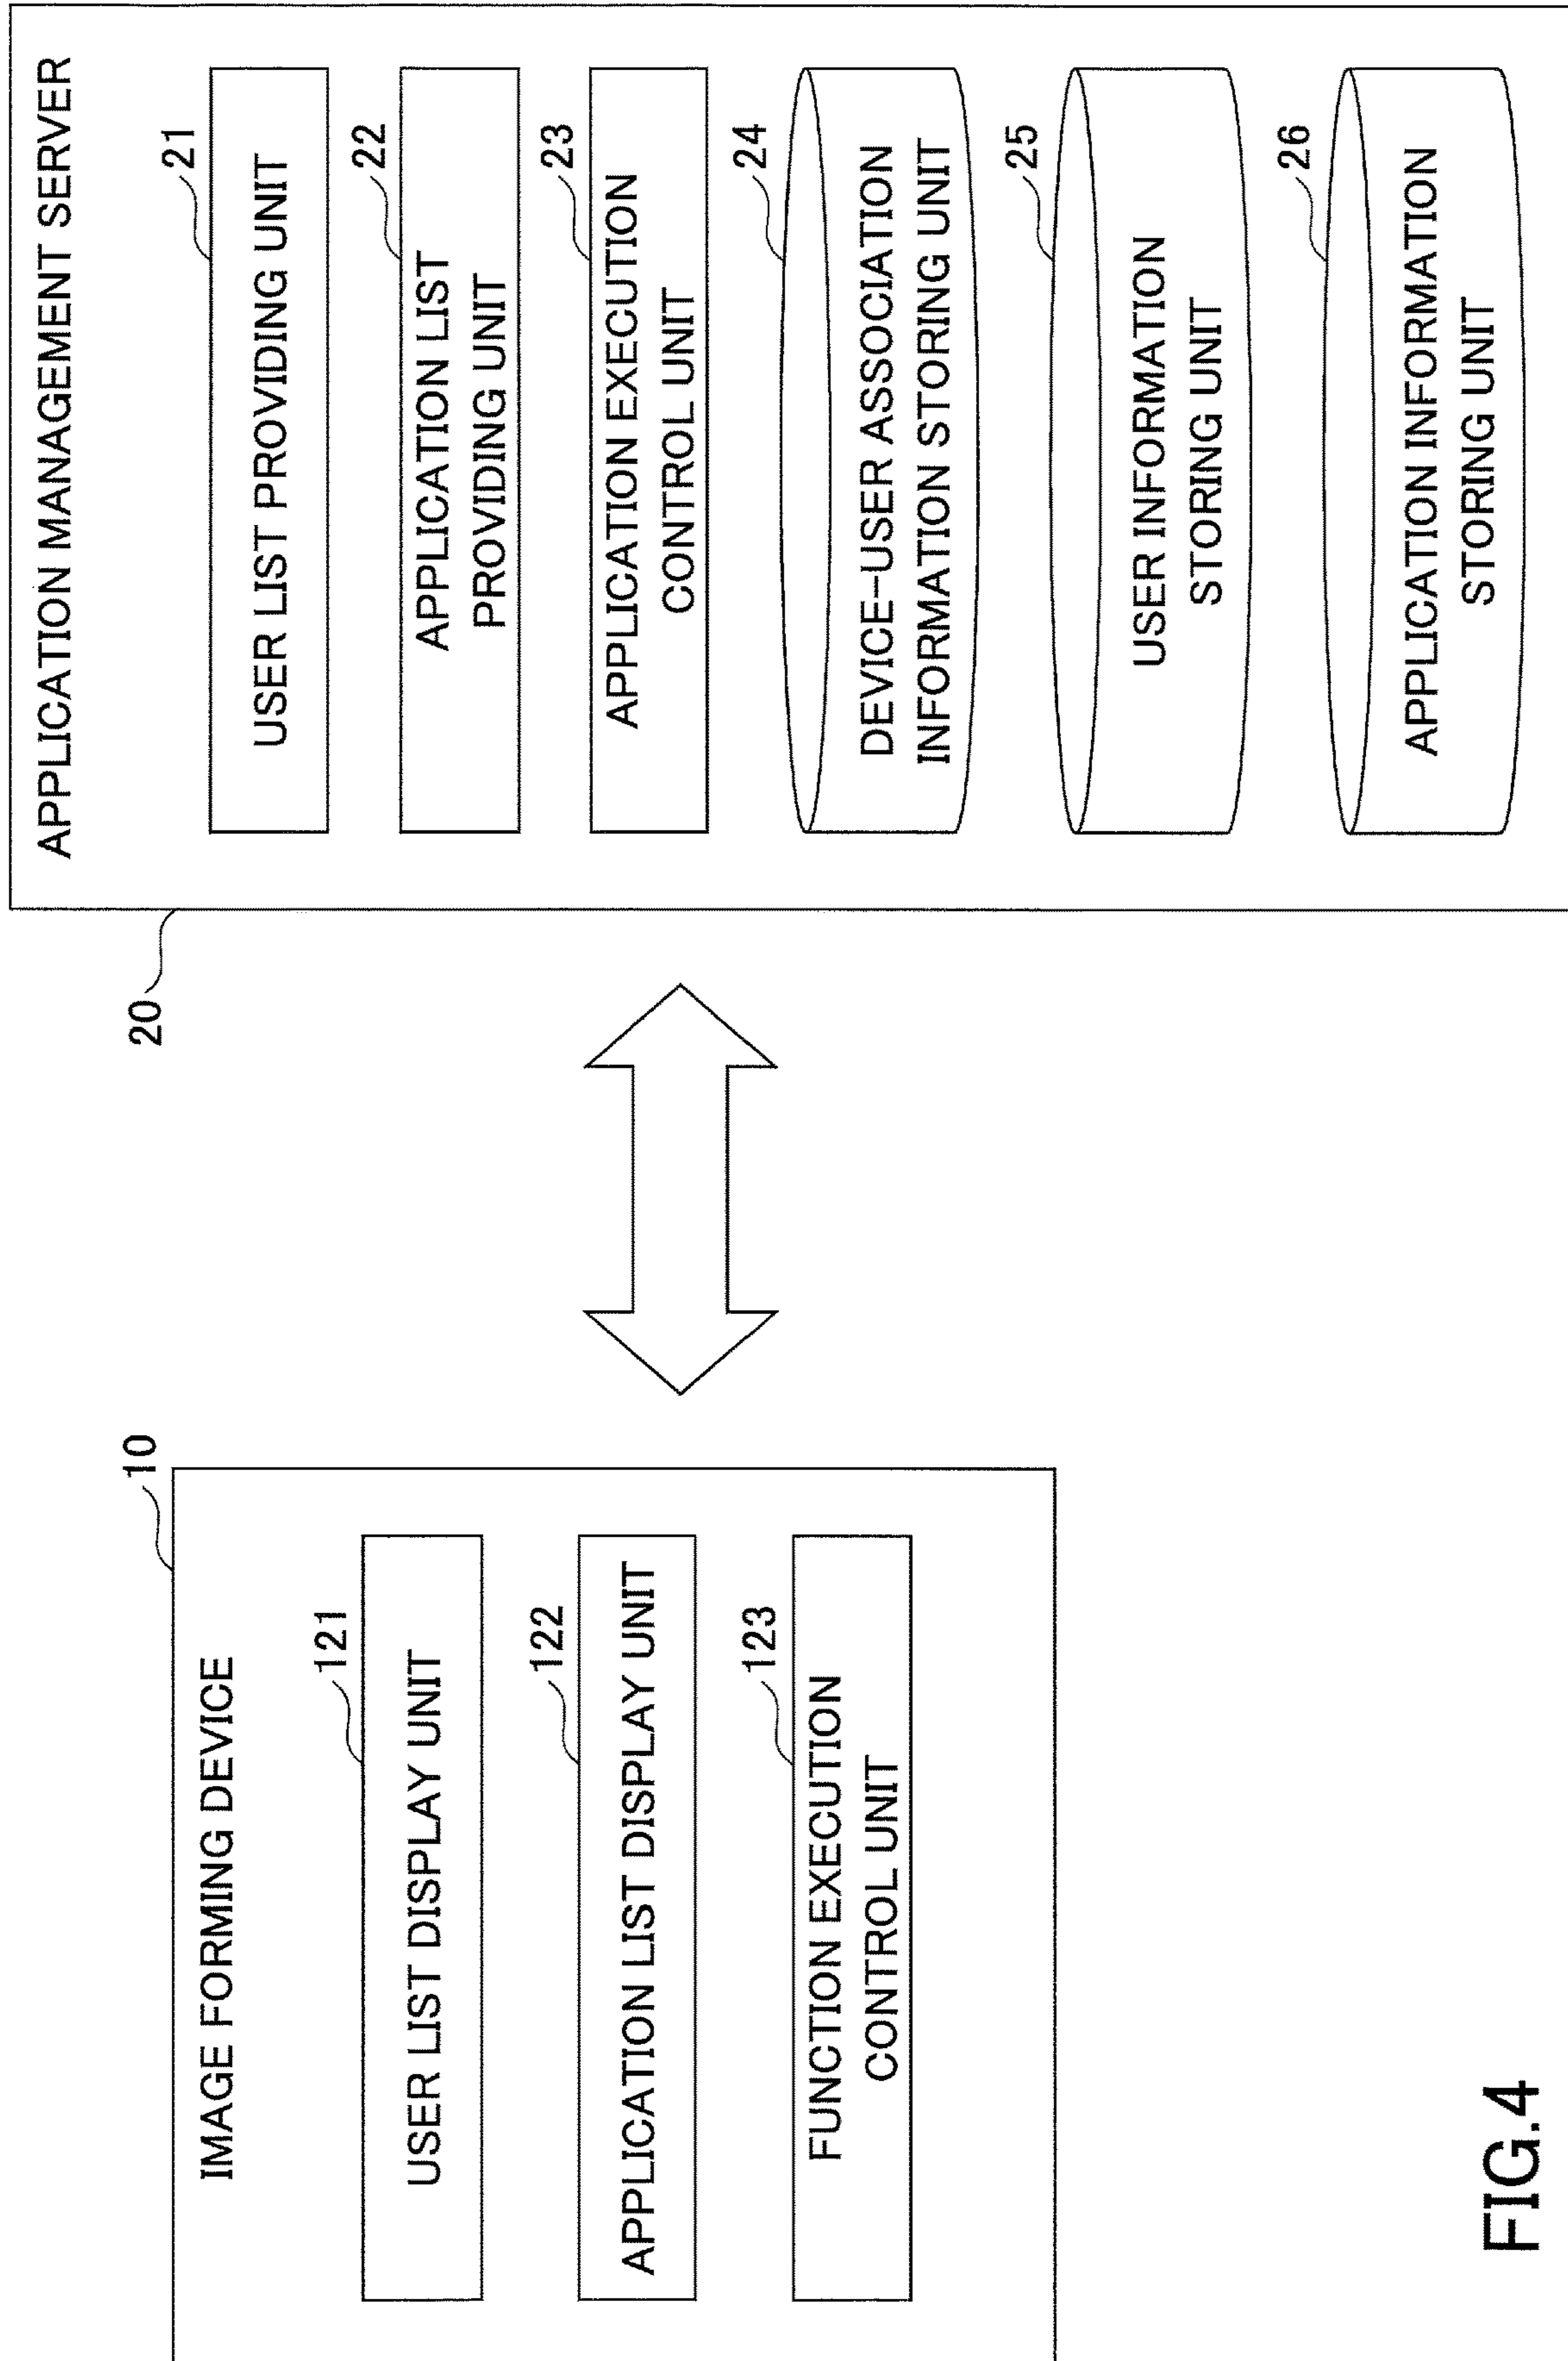 FIG.4
10
IMAGE FORMING DEVICE
121
USER LIST DISPLAY UNIT
122
APPLICATION LIST DISPLAY UNIT
123
FUNCTION EXECUTION
CONTROL UNIT
20
APPLICATION MANAGEMENT SERVER
21
USER LIST PROVIDING UNIT
22
APPLICATION LIST
PROVIDING UNIT
23
APPLICATION EXECUTION
CONTROL UNIT
24
DEVICE-USER ASSOCIATION
INFORMATION STORING UNIT
25
USER INFORMATION
STORING UNIT
26
APPLICATION INFORMATION
STORING UNIT